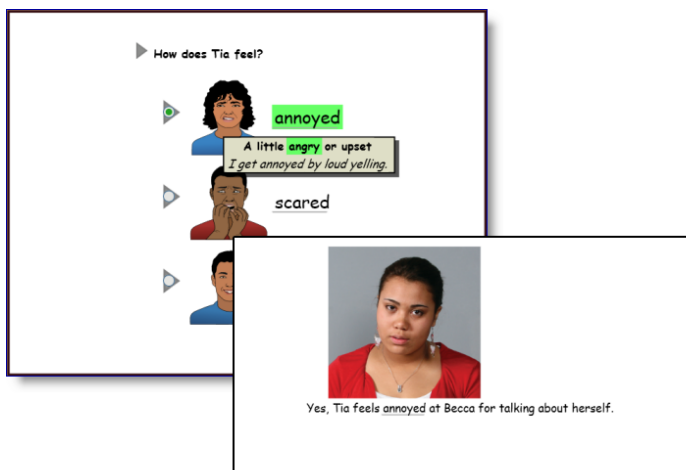 How does Tia feel?
annoyed
A little angry or upset
I get annoyed by loud yelling.
scared
Yes, Tia feels annoyed at Becca for talking about herself.